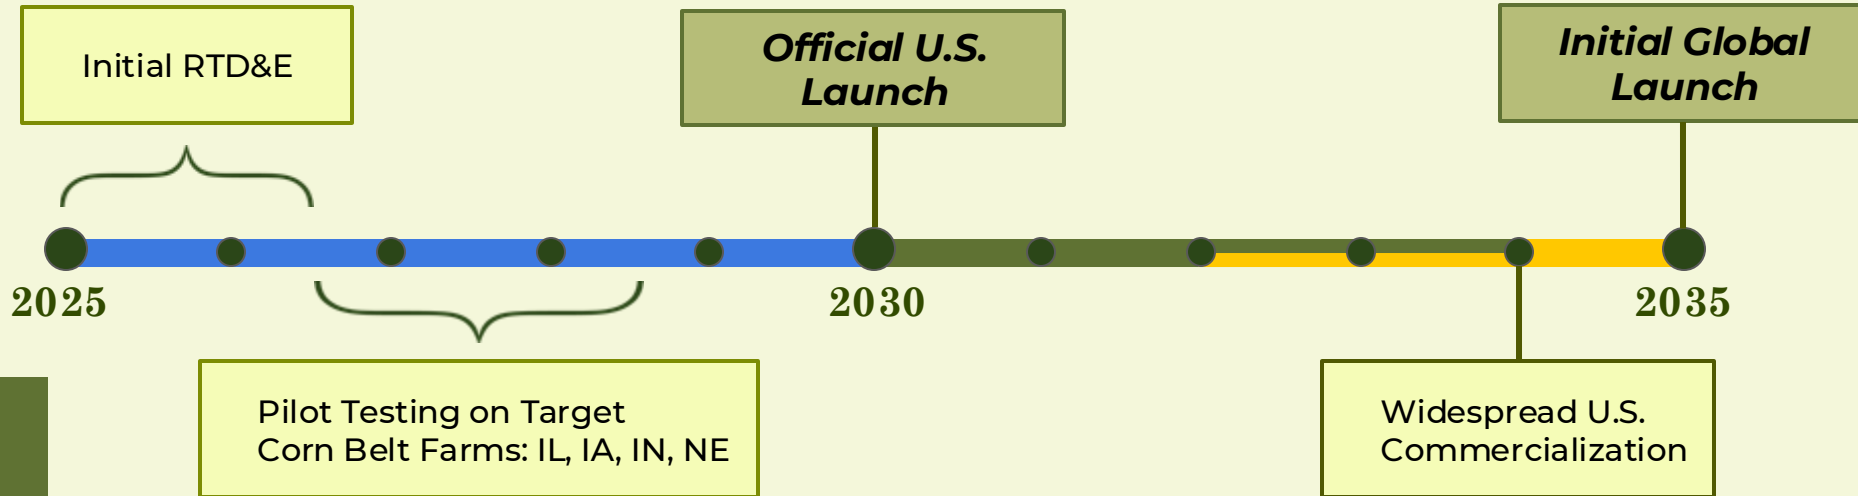 Initial RTD&E
Official U.S.
Launch
Initial Global
Launch
2025
2030
2035
Pilot Testing on Target
Corn Belt Farms: IL, IA, IN, NE
Widespread U.S.
Commercialization